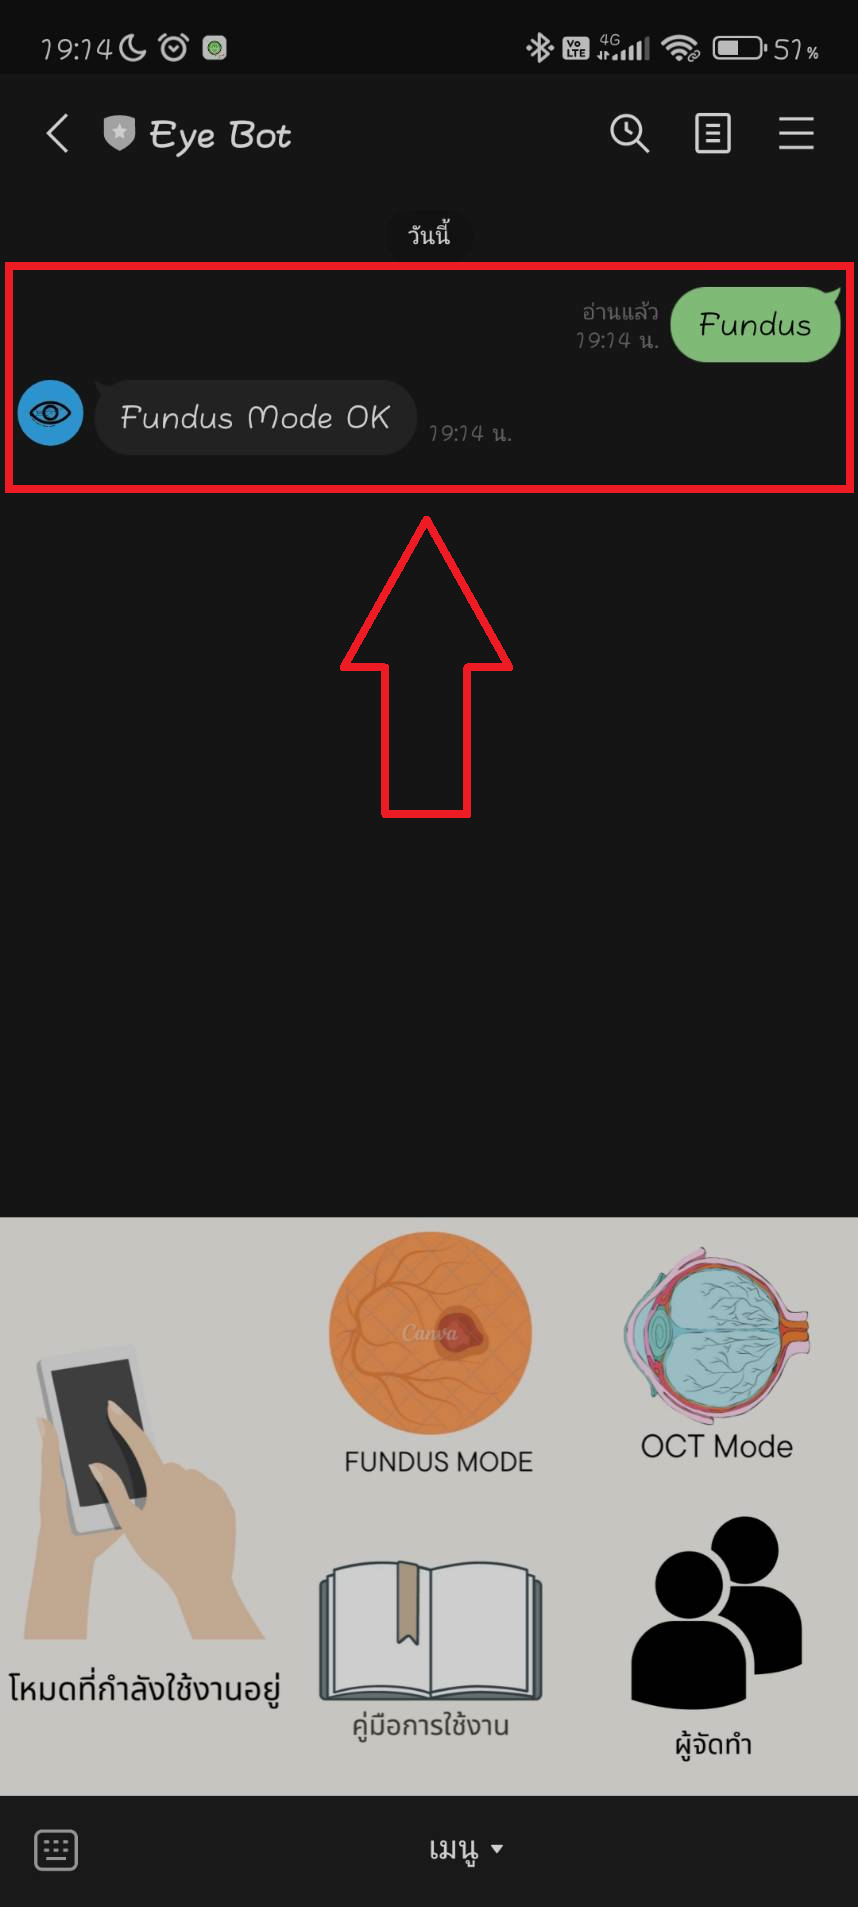 19:14
4G
Vo
LTE
51%
Eye Bot
วันนี้
อ่านแล้ว
19:14 น.
Fundus
Fundus Mode OK
19:14 น.
Canva
FUNDUS MODE
OCT Mode
โหมดที่กำลังใช้งานอยู่
คู่มือการใช้งาน
ผู้จัดทำ
เมนู